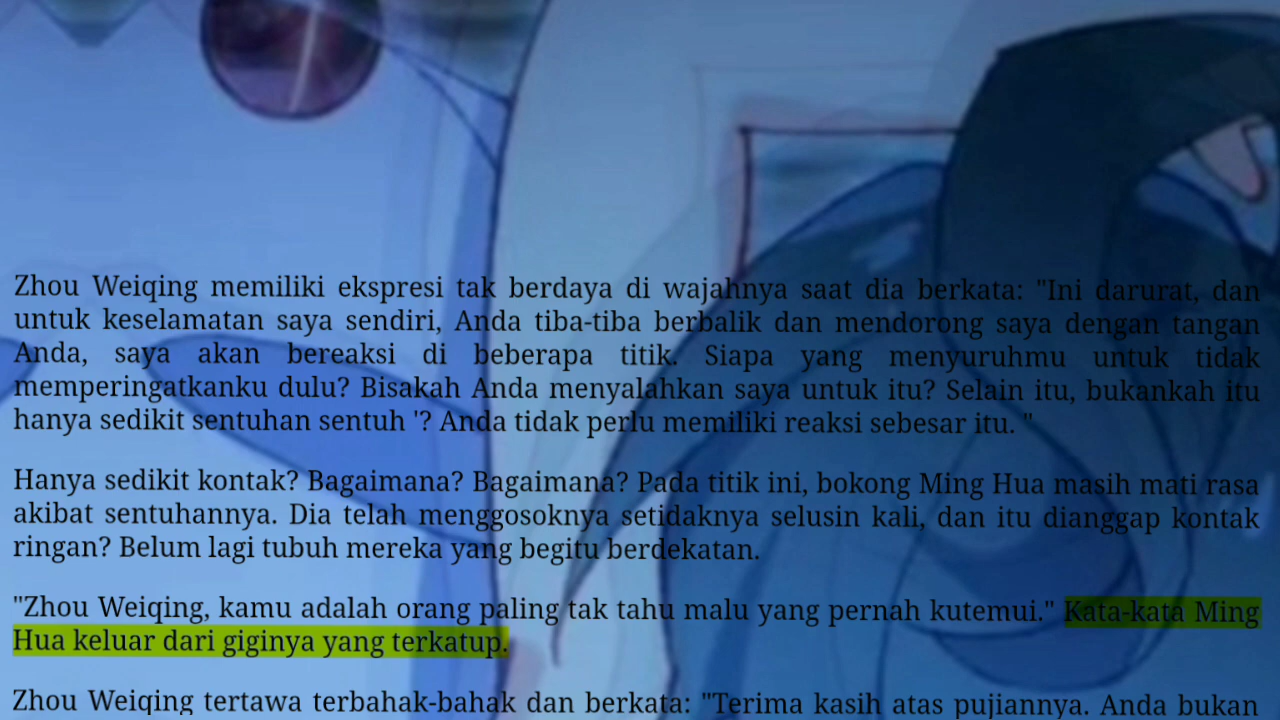 Zhou Weiqing memiliki ekspresi tak berdaya di wajahnya saat dia berkata: "Ini darurat, dan
untuk keselamatan saya sendiri, Anda tiba-tiba berbalik dan mendorong saya dengan tangan
Anda, saya akan bereaksi di beberapa titik. Siapa yang menyuruhmu untuk tidak
memperingatkanku dulu? Bisakah Anda menyalahkan saya untuk itu? Selain itu, bukankah itu
hanya sedikit sentuhan sentuh '? Anda tidak perlu memiliki reaksi sebesar itu. "
Hanya sedikit kontak? Bagaimana? Bagaimana? Pada titik ini, bokong Ming Hua masih mati rasa
akibat sentuhannya. Dia telah menggosoknya setidaknya selusin kali, dan itu dianggap kontak
ringan? Belum lagi tubuh mereka yang begitu berdekatan.
"Zhou Weiqing, kamu adalah orang paling tak tahu malu yang pernah kutemui." Kata-kata Ming
Hua keluar dari giginya yang terkatup.
Zhou Weiqing tertawa terbahak-bahak dan berkata: "Terima kasih atas pujiannya. Anda bukan